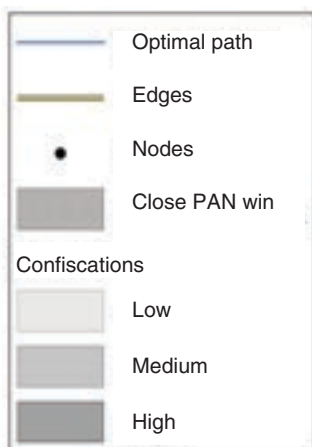 Optimal path
Edges
Nodes
Close PAN win
Confiscations
Low
Medium
High